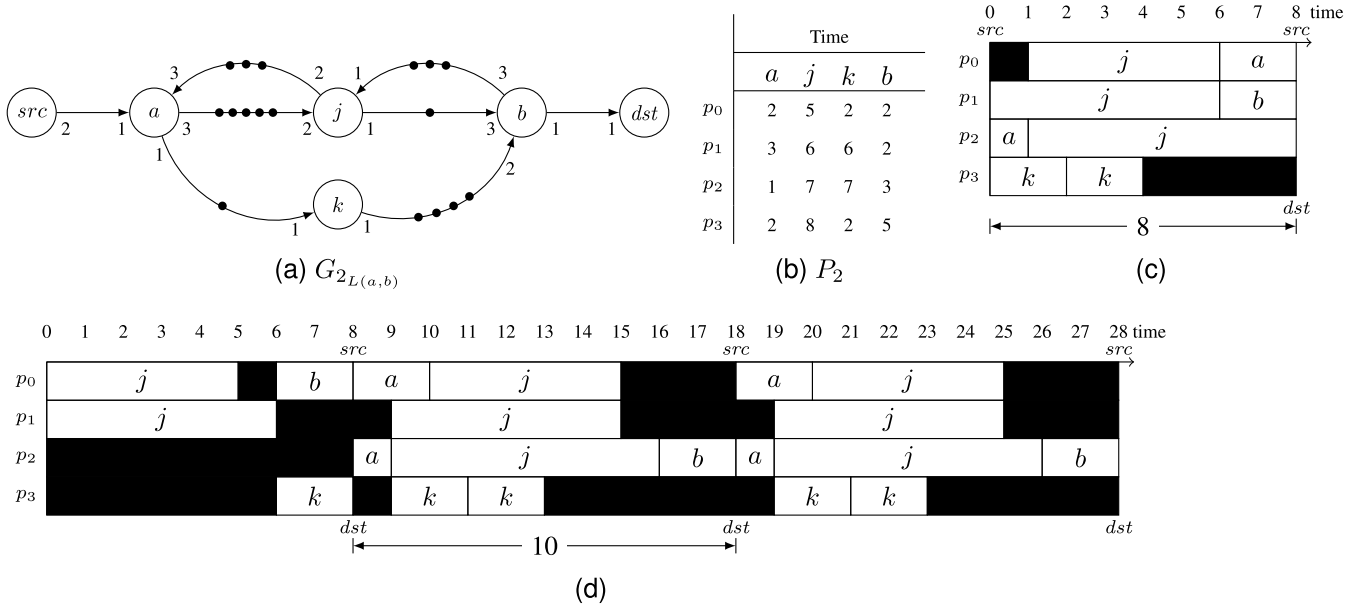 src 2 1 a 3 3 2 j 1 1 3 b 1 1 dst
3 2 1 3
1 1 k 1 2
(a) G2L(a,b)
Time
a j k b
p0 2 5 2 2
p1 3 6 6 2
p2 1 7 7 3
p3 2 8 2 5
(b) P2
0 1 2 3 4 5 6 7 8 time
src src
p0 j a
p1 j b
p2 a j
p3 k k
dst
8
(c)
0 1 2 3 4 5 6 7 8 9 10 11 12 13 14 15 16 17 18 19 20 21 22 23 24 25 26 27 28 time
src src src
p0 j b a j a j
p1 j j j
p2 a j b a j b
p3 k k k k k
dst dst dst
10
(d)